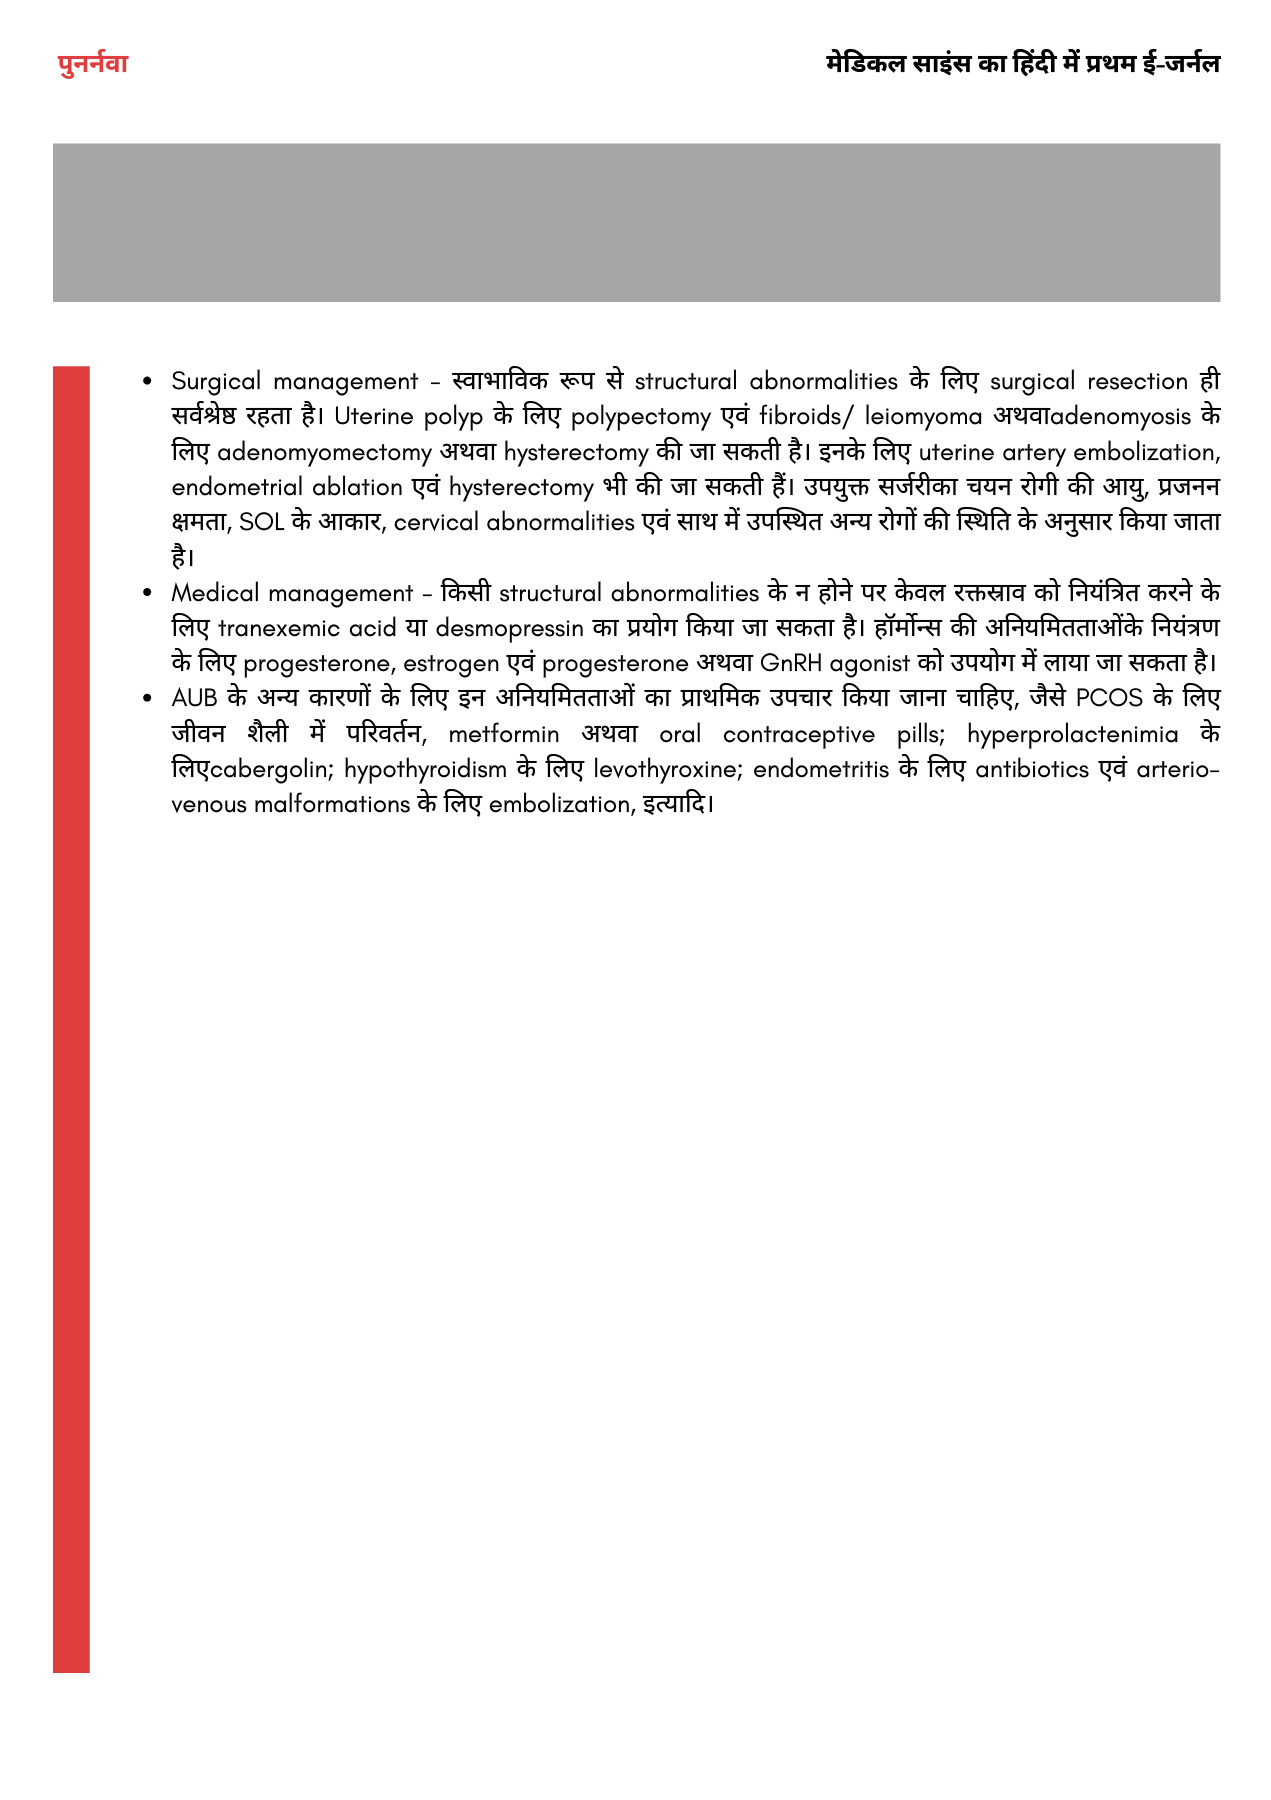 पुनर्नवा
मेडिकल साइंस का हिंदी में प्रथम ई-जर्नल
• Surgical management - स्वाभाविक रूप से structural abnormalities के लिए surgical resection ही
सर्वश्रेष्ठ रहता है। Uterine polyp के लिए polypectomy एवं fibroids/ leiomyoma अथवाadenomyosis के
लिए adenomyomectomy अथवा hysterectomy की जा सकती है। इनके लिए uterine artery embolization,
endometrial ablation एवं hysterectomy भी की जा सकती हैं। उपयुक्त सर्जरीका चयन रोगी की आयु, प्रजनन
क्षमता, SOL के आकार, cervical abnormalities एवं साथ में उपस्थित अन्य रोगों की स्थिति के अनुसार किया जाता
है।
• Medical management - किसी structural abnormalities के न होने पर केवल रक्तस्राव को नियंत्रित करने के
लिए tranexemic acid या desmopressin का प्रयोग किया जा सकता है। हॉर्मोन्स की अनियमितताओंके नियंत्रण
के लिए progesterone, estrogen एवं progesterone अथवा GnRH agonist को उपयोग में लाया जा सकता है।
• AUB के अन्य कारणों के लिए इन अनियमितताओं का प्राथमिक उपचार किया जाना चाहिए, जैसे PCOS के लिए
जीवन शैली में परिवर्तन, metformin अथवा oral contraceptive pills; hyperprolactenimia के
लिएcabergolin; hypothyroidism के लिए levothyroxine; endometritis के लिए antibiotics एवं arterio-
venous malformations के लिए embolization, इत्यादि।